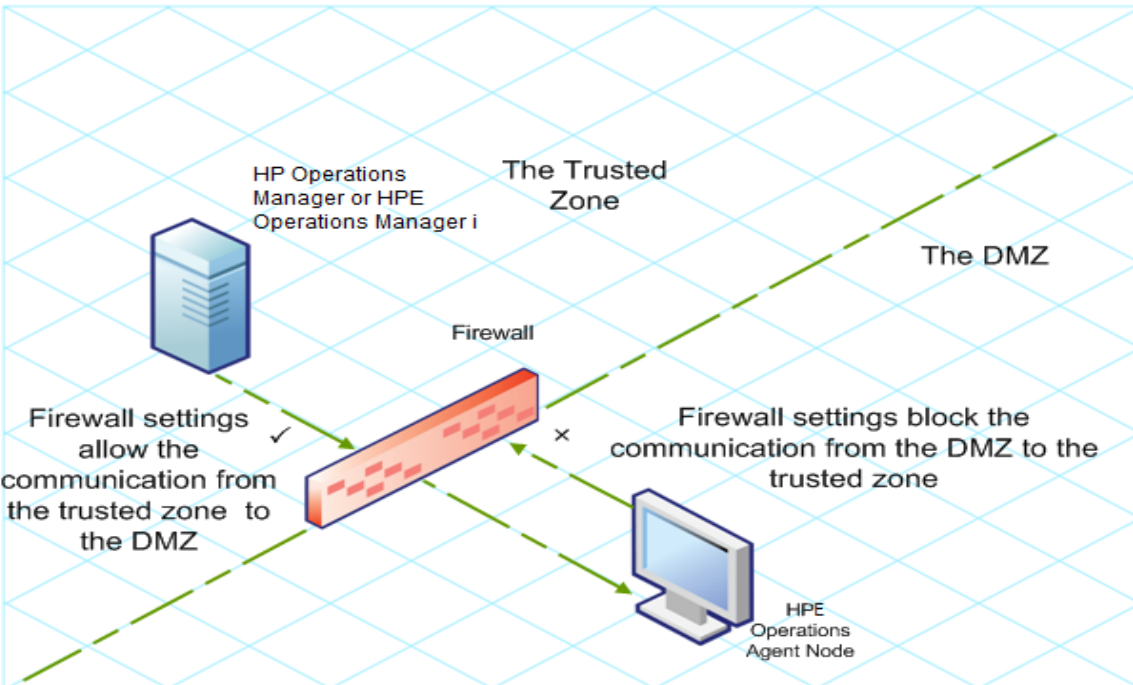 HP Operations
Manager or HPE
Operations Manager i
The Trusted
Zone
The DMZ
Firewall
Firewall settings
allow the
communication from
the trusted zone to
the DMZ
✓
×
Firewall settings block the
communication from the DMZ to the
trusted zone
HPE
Operations
Agent Node